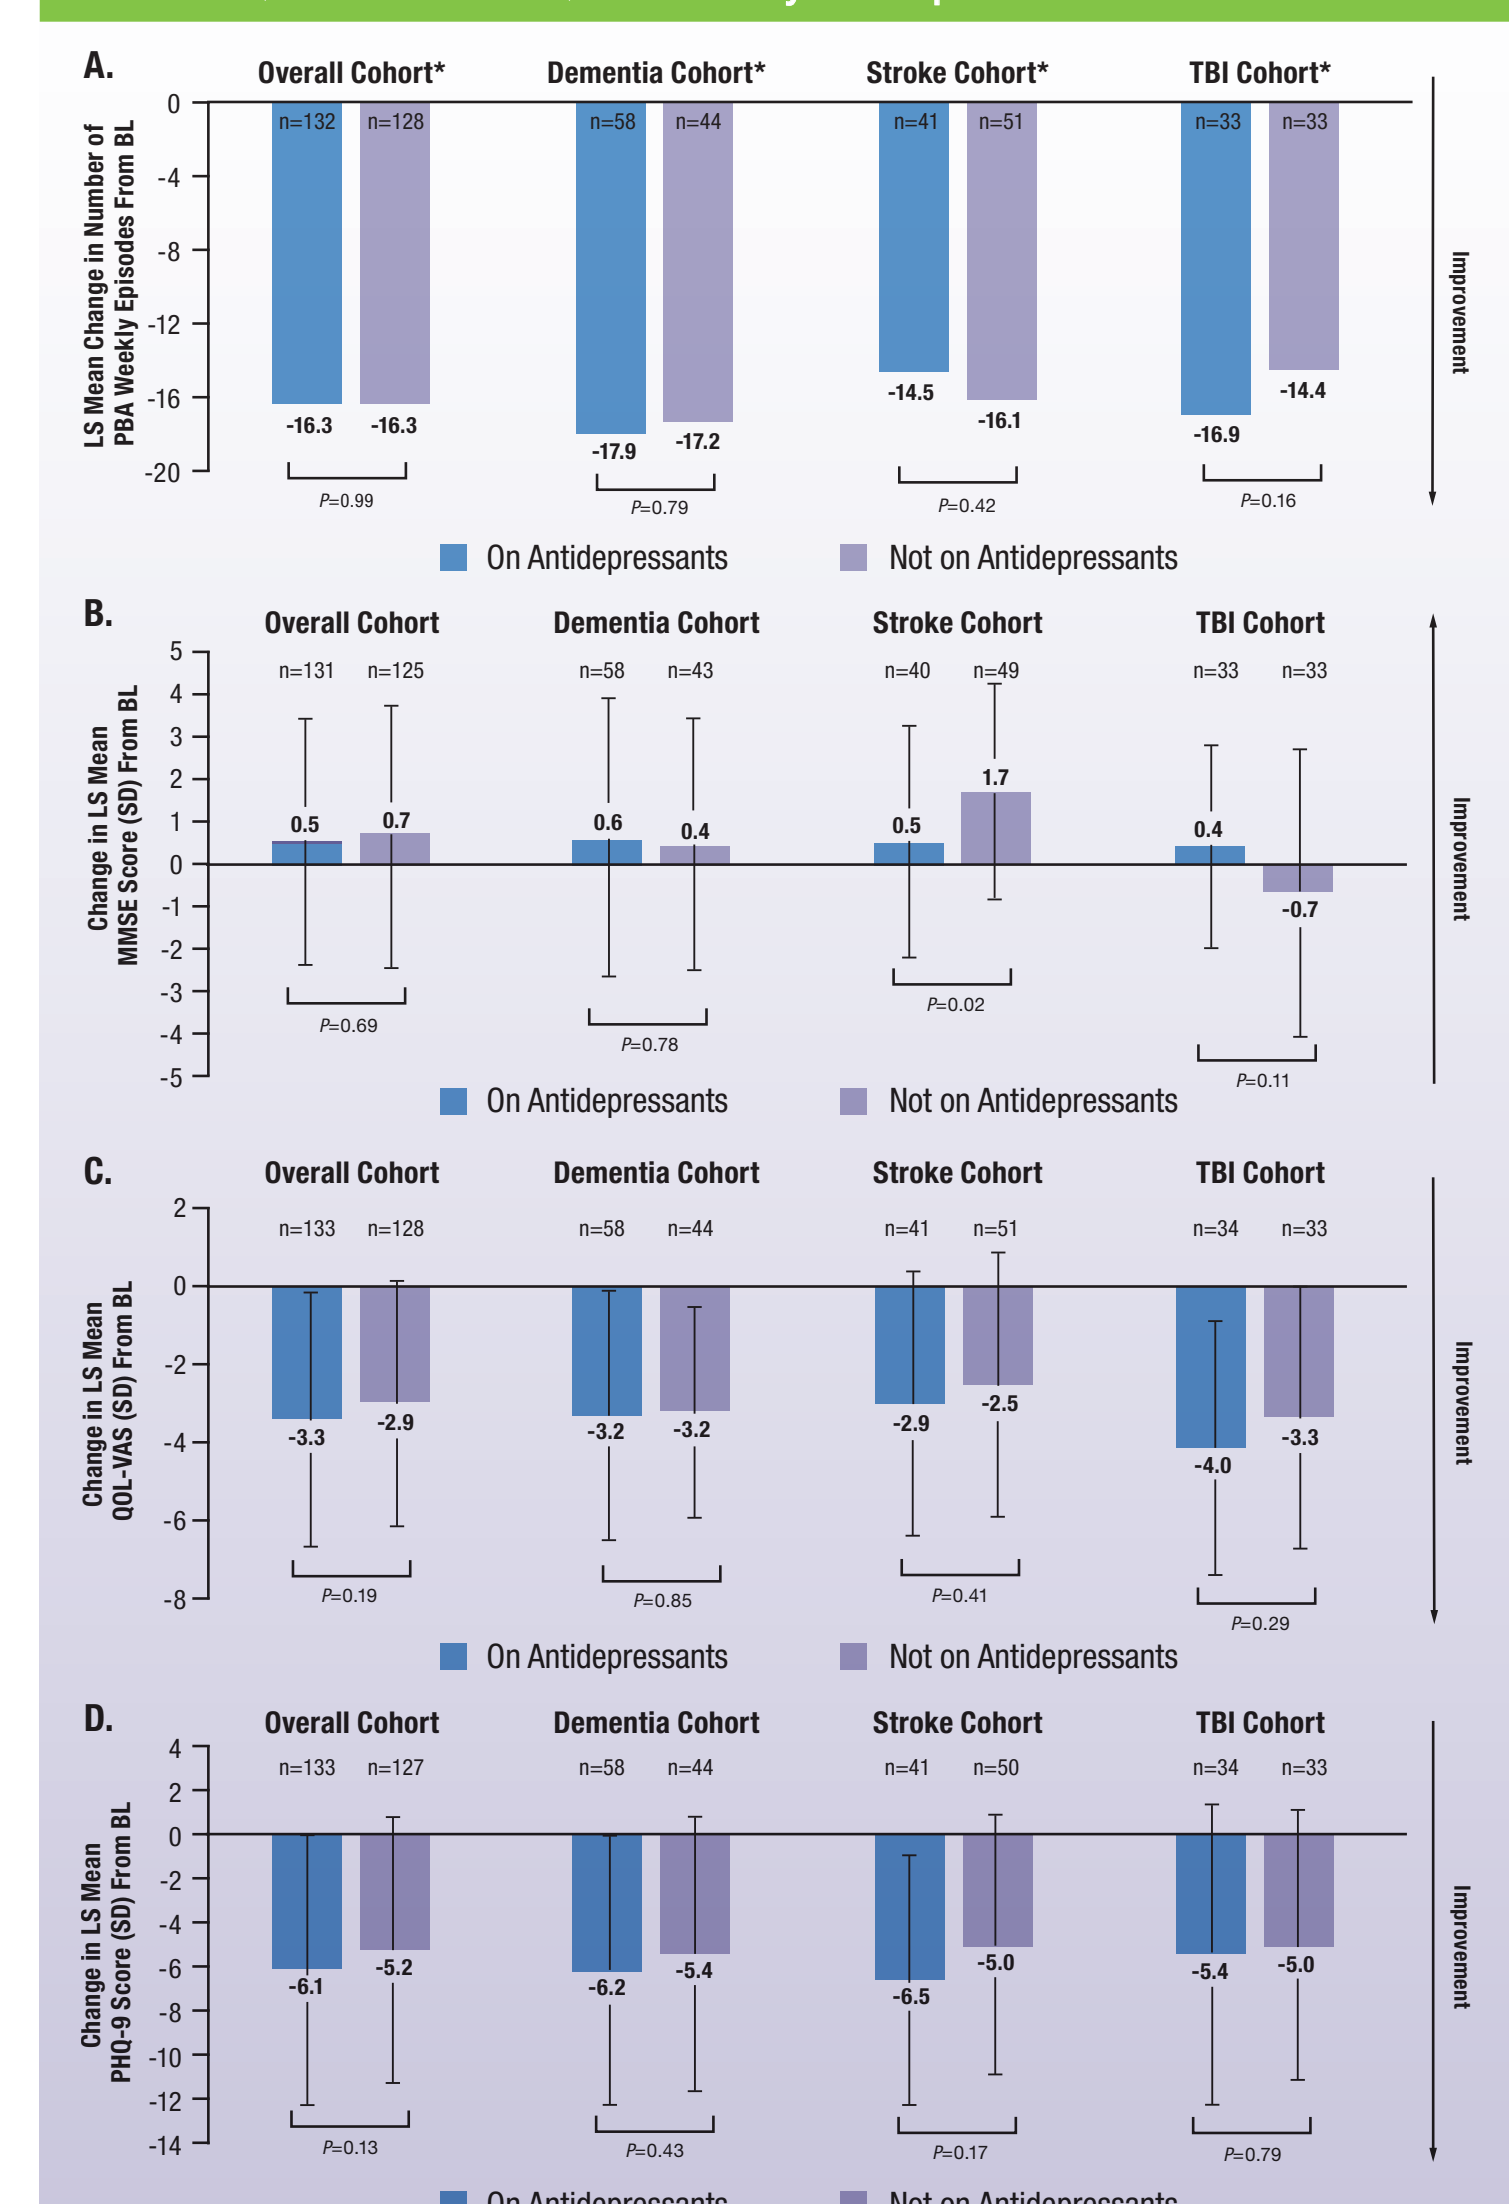 A.
Overall Cohort* Dementia Cohort* Stroke Cohort* TBI Cohort*
LS Mean Change in Number of
PBA Weekly Episodes From BL
0
-4
-8
-12
-16
-20
n=132 n=128 n=58 n=44 n=41 n=51 n=33 n=33
-16.3 -16.3 -17.9 -17.2 -14.5 -16.1 -16.9 -14.4
P=0.99 P=0.79 P=0.42 P=0.16
Improvement
On Antidepressants Not on Antidepressants
B.
Overall Cohort Dementia Cohort Stroke Cohort TBI Cohort
Change in LS Mean
MMSE Score (SD) From BL
5
4
3
2
1
0
-1
-2
-3
-4
-5
n=131 n=125 n=58 n=43 n=40 n=49 n=33 n=33
0.5 0.7 0.6 0.4 0.5 1.7 0.4 -0.7
P=0.69 P=0.78 P=0.02 P=0.11
Improvement
On Antidepressants Not on Antidepressants
C.
Overall Cohort Dementia Cohort Stroke Cohort TBI Cohort
Change in LS Mean
QOL-VAS (SD) From BL
2
0
-2
-4
-6
-8
n=133 n=128 n=58 n=44 n=41 n=51 n=34 n=33
-3.3 -2.9 -3.2 -3.2 -2.9 -2.5 -4.0 -3.3
P=0.19 P=0.85 P=0.41 P=0.29
Improvement
On Antidepressants Not on Antidepressants
D.
Overall Cohort Dementia Cohort Stroke Cohort TBI Cohort
Change in LS Mean
PHQ-9 Score (SD) From BL
4
2
0
-2
-4
-6
-8
-10
-12
-14
n=133 n=127 n=58 n=44 n=41 n=50 n=34 n=33
-6.1 -5.2 -6.2 -5.4 -6.5 -5.0 -5.4 -5.0
P=0.13 P=0.43 P=0.17 P=0.79
Improvement
On Antidepressants Not on Antidepressants